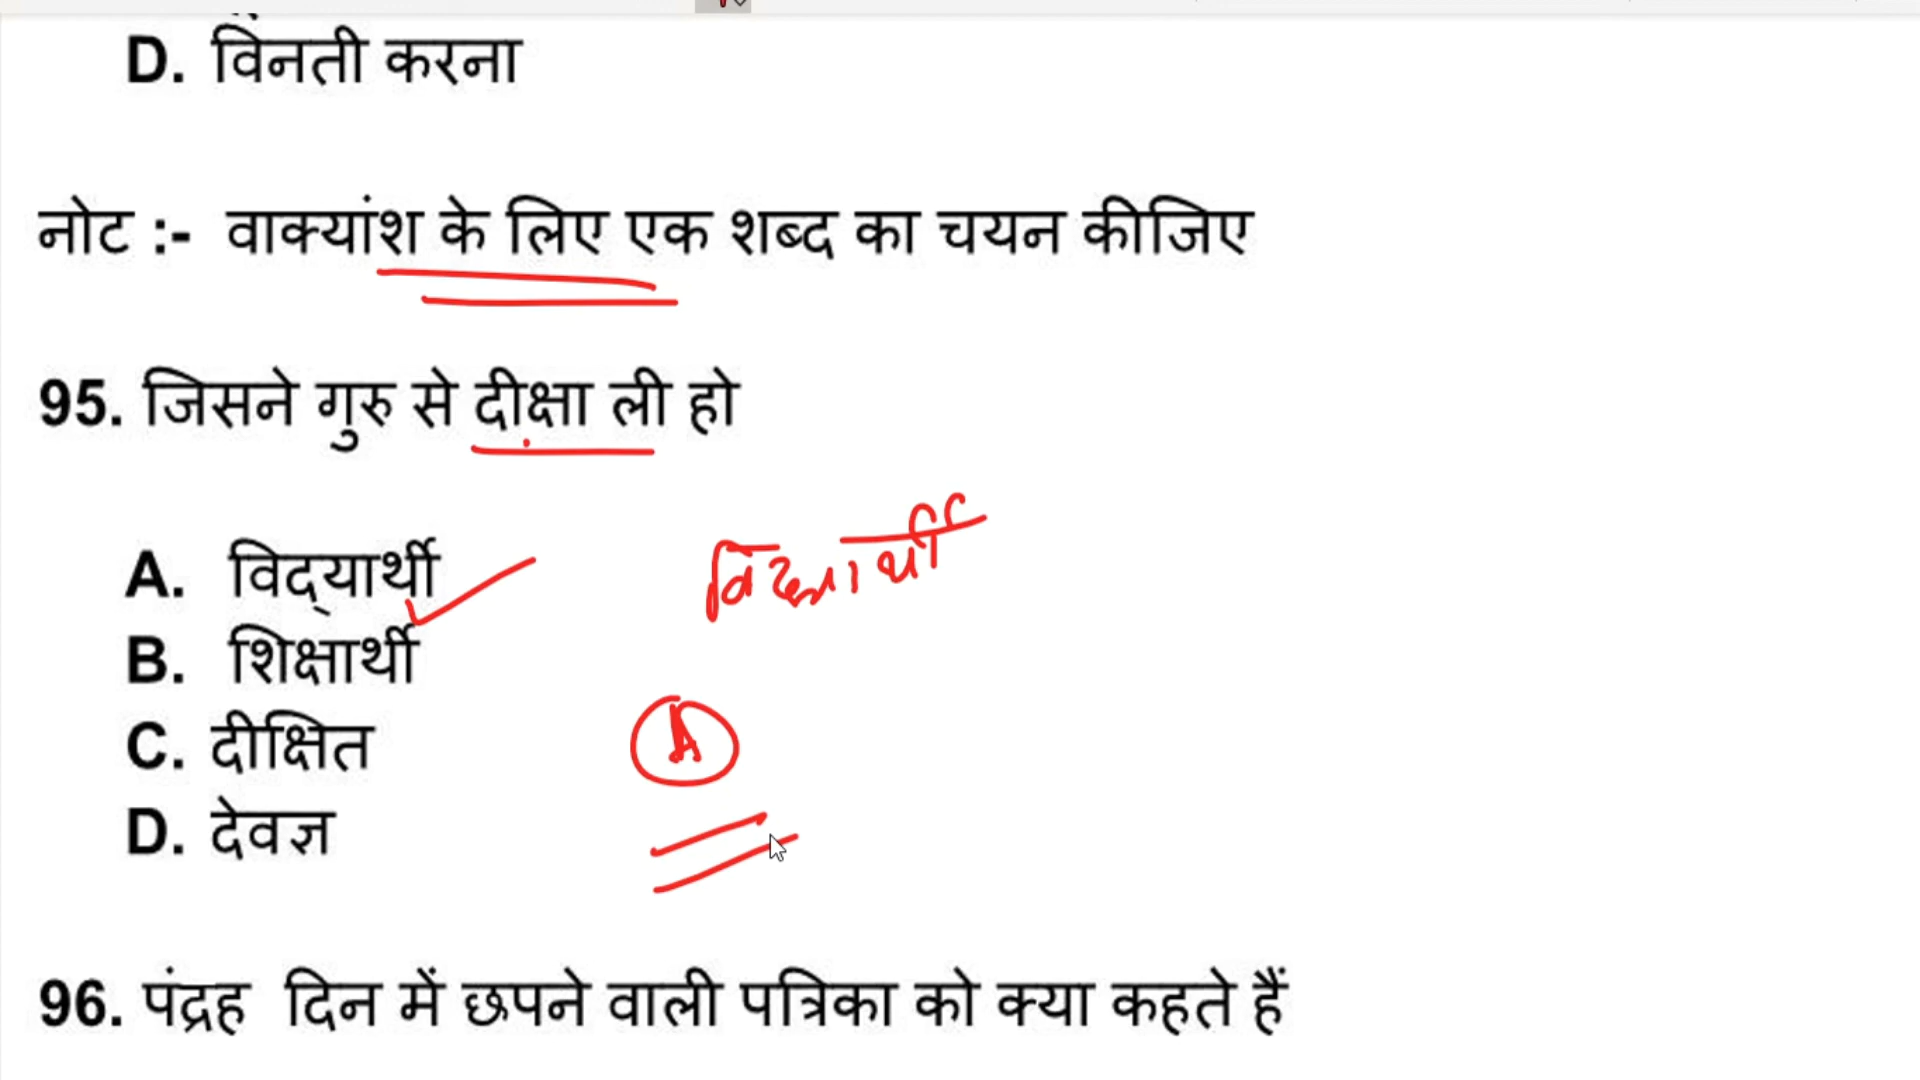 D. विनती करना
नोट :- वाक्यांश के लिए एक शब्द का चयन कीजिए
95. जिसने गुरु से दीक्षा ली हो
A. विद्‌यार्थी
विद्यार्थी
B. शिक्षार्थी
C. दीक्षित
A
D. देवज्ञ
96. पंद्रह दिन में छपने वाली पत्रिका को क्या कहते हैं